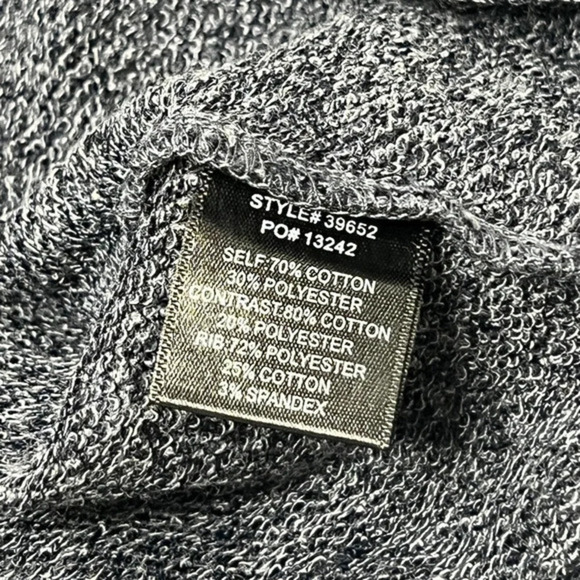 STYLE# 39652
PO# 13242
SELF:70% COTTON
30% POLYESTER
CONTRAST:80% COTTON
20% POLYESTER
RIB:72% POLYESTER
25% COTTON
3% SPANDEX